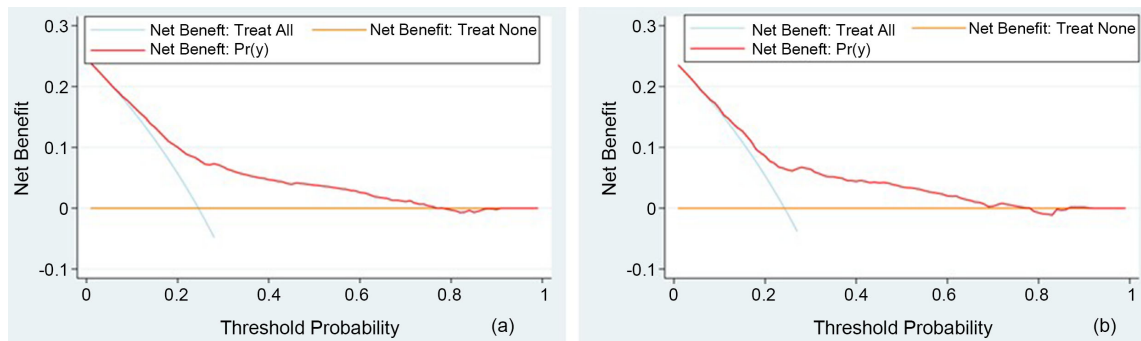 Net Beneft: Treat All Net Benefit: Treat None
Net Beneft: Pr(y)
0.3
0.2
0.1
0
-0.1
Net Benefit
0 0.2 0.4 0.6 0.8 1
Threshold Probability (a)
Net Beneft: Treat All Net Benefit: Treat None
Net Beneft: Pr(y)
0.3
0.2
0.1
0
-0.1
Net Benefit
0 0.2 0.4 0.6 0.8 1
Threshold Probability (b)